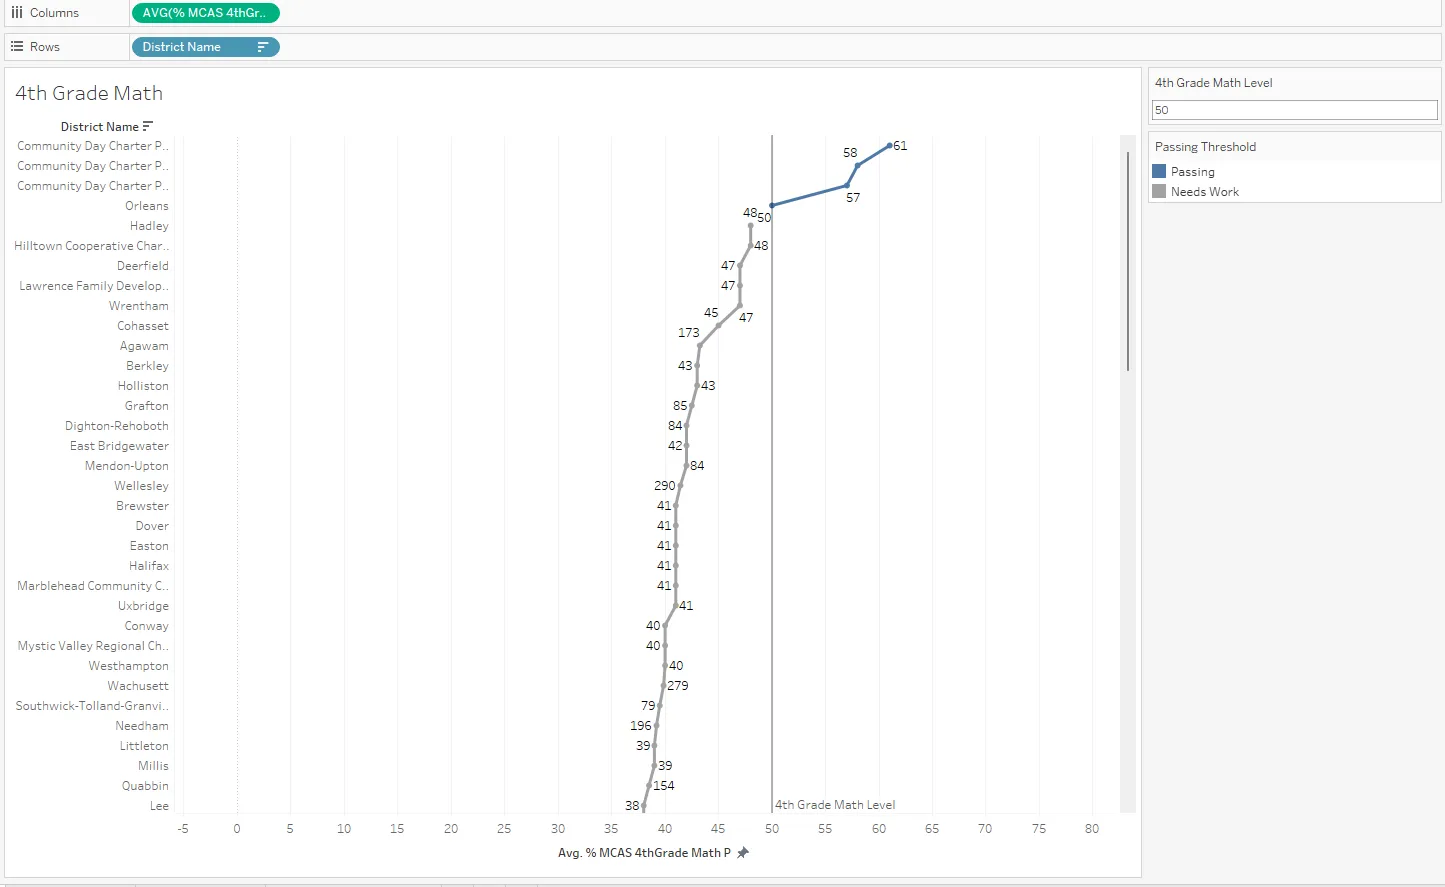 Columns AVG(% MCAS 4thGr..
Rows District Name
4th Grade Math
4th Grade Math Level
50
Passing Threshold
Passing
Needs Work
District Name
Community Day Charter P.. 61
Community Day Charter P.. 58
Community Day Charter P.. 57
Orleans 50
Hadley 48
Hilltown Cooperative Char.. 48
Deerfield 47
Lawrence Family Develop.. 47
Wrentham 47
Cohasset 45
Agawam 173
Berkley 43
Holliston 43
Grafton 85
Dighton-Rehoboth 84
East Bridgewater 42
Mendon-Upton 84
Wellesley 290
Brewster 41
Dover 41
Easton 41
Halifax 41
Marblehead Community C.. 41
Uxbridge 41
Conway 40
Mystic Valley Regional Ch.. 40
Westhampton 40
Wachusett 279
Southwick-Tolland-Granvi.. 79
Needham 196
Littleton 39
Millis 39
Quabbin 154
Lee 38
4th Grade Math Level
-5 0 5 10 15 20 25 30 35 40 45 50 55 60 65 70 75 80
Avg. % MCAS 4thGrade Math P